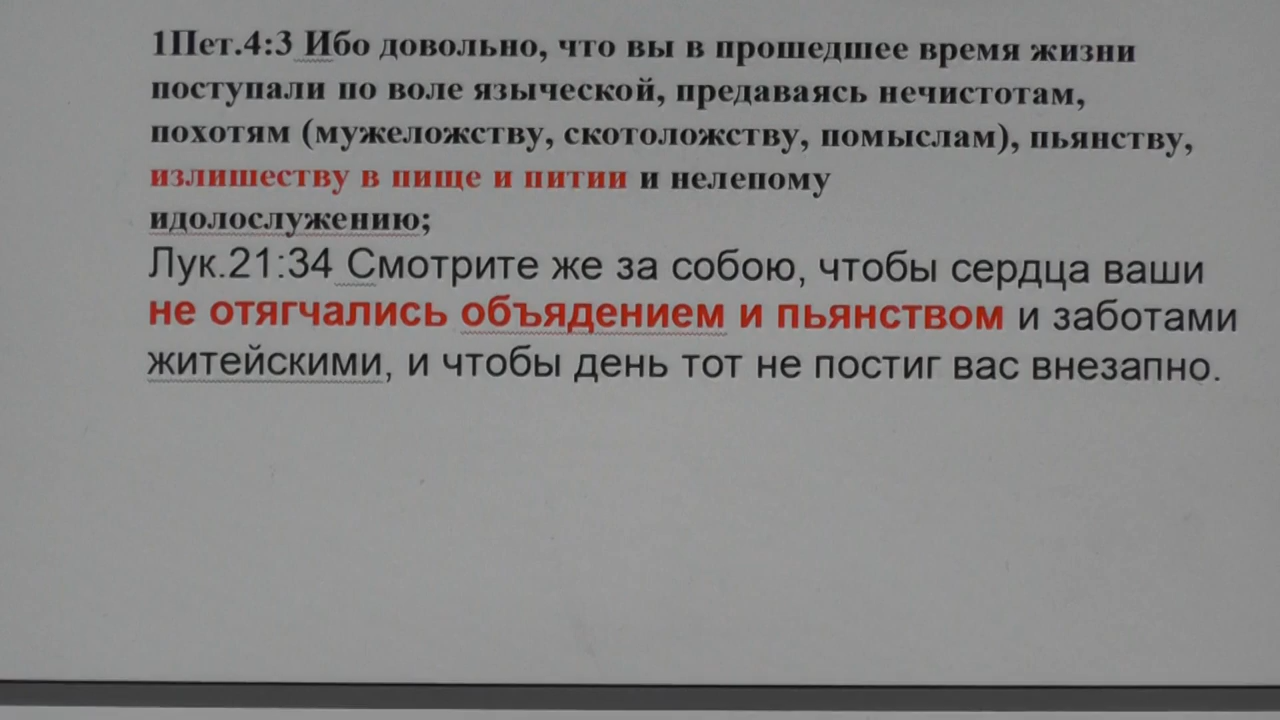 1Пет.4:3 Ибо довольно, что вы в прошедшее время жизни
поступали по воле языческой, предаваясь нечистотам,
похотям (мужеложству, скотоложству, помыслам), пьянству,
излишеству в пище и питии и нелепому
идолослужению;
Лук.21:34 Смотрите же за собою, чтобы сердца ваши
не отягчались объядением и пьянством и заботами
житейскими, и чтобы день тот не постиг вас внезапно.